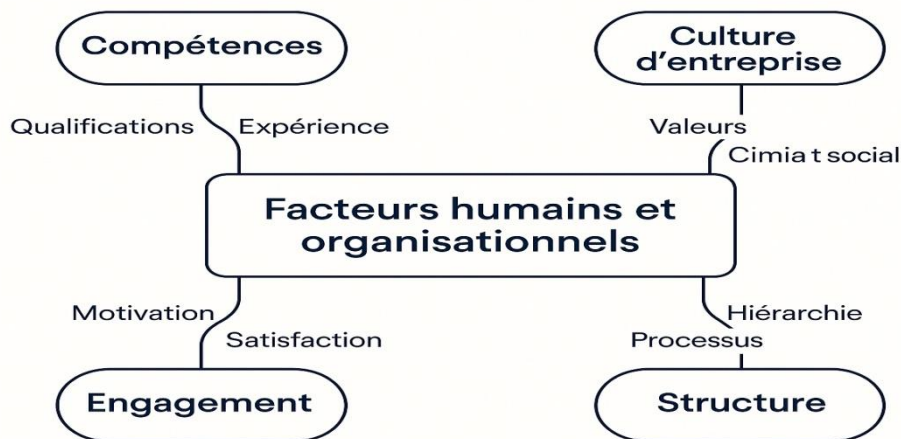 Compétences
Culture
d'entreprise
Qualifications
Expérience
Valeurs
Cimia t social
Facteurs humains et
organisationnels
Motivation
Satisfaction
Hiérarchie
Processus
Engagement
Structure